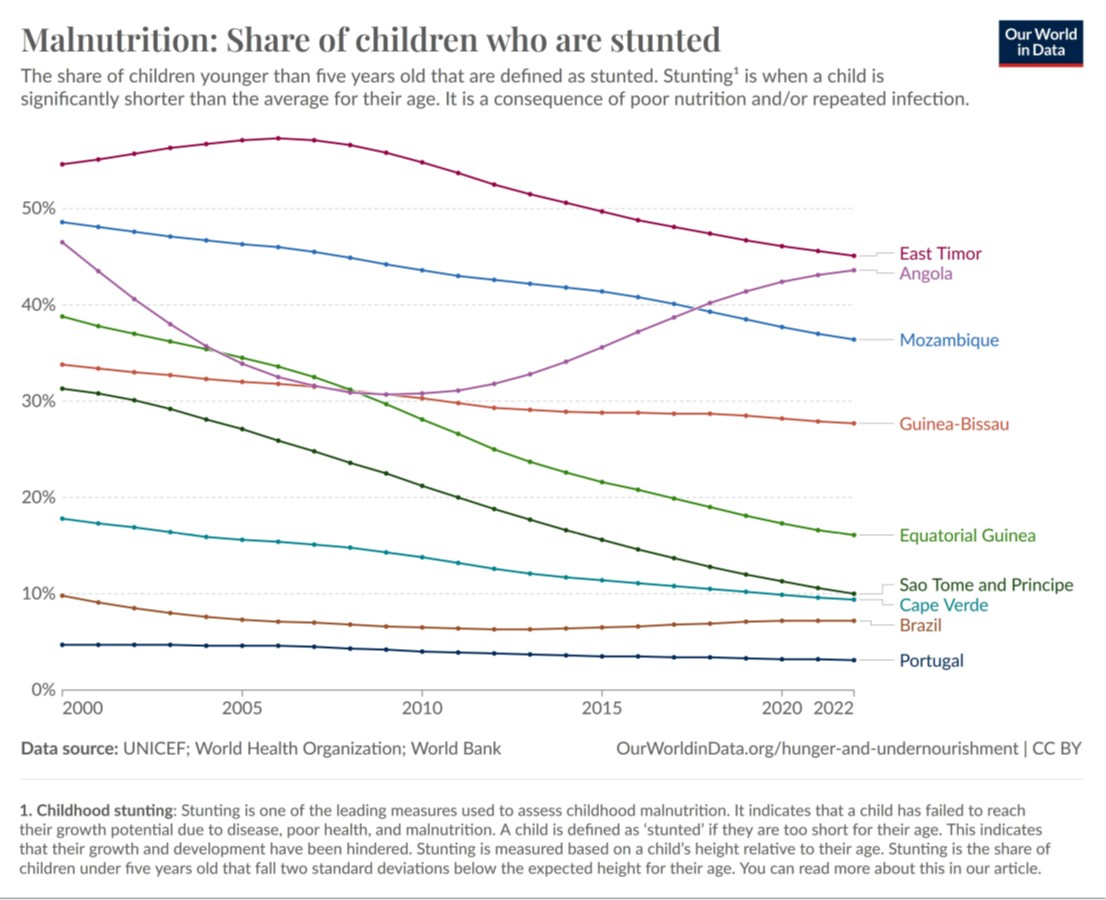 Malnutrition: Share of children who are stunted
Our World
in Data
The share of children younger than five years old that are defined as stunted. Stunting¹ is when a child is
significantly shorter than the average for their age. It is a consequence of poor nutrition and/or repeated infection.
50%
40%
30%
20%
10%
0%
East Timor
Angola
Mozambique
Guinea-Bissau
Equatorial Guinea
Sao Tome and Principe
Cape Verde
Brazil
Portugal
2000
2005
2010
2015
2020
2022
Data source: UNICEF; World Health Organization; World Bank
OurWorldinData.org/hunger-and-undernourishment | CC BY
1. Childhood stunting: Stunting is one of the leading measures used to assess childhood malnutrition. It indicates that a child has failed to reach
their growth potential due to disease, poor health, and malnutrition. A child is defined as ‘stunted’ if they are too short for their age. This indicates
that their growth and development have been hindered. Stunting is measured based on a child’s height relative to their age. Stunting is the share of
children under five years old that fall two standard deviations below the expected height for their age. You can read more about this in our article.